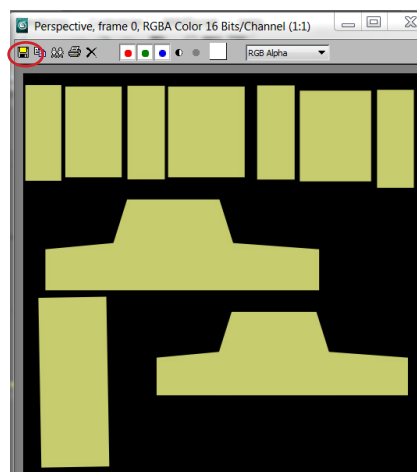 Perspective, frame 0, RGBA Color 16 Bits/Channel (1:1)
RGB Alpha